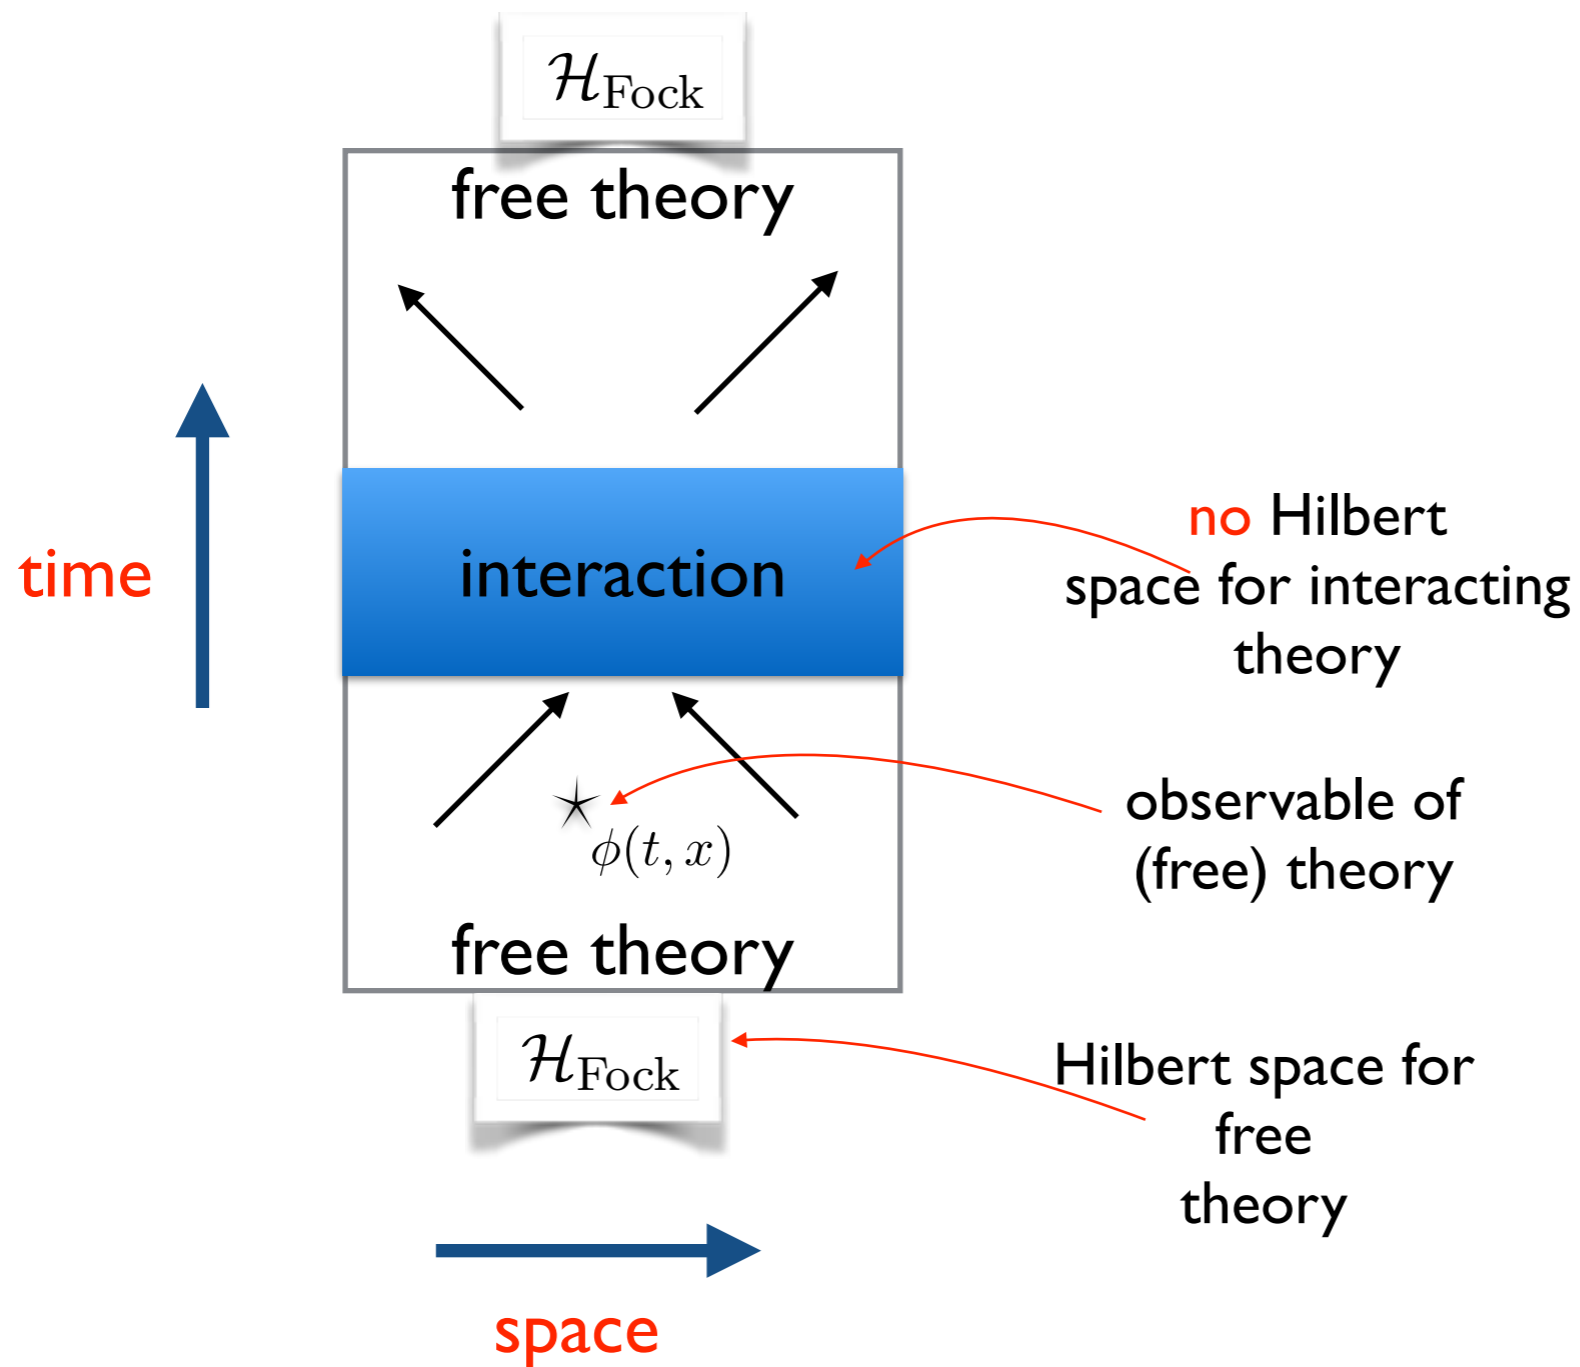 ℋ_Fock
free theory
time
interaction
no Hilbert
space for interacting
theory
ϕ(t, x)
observable of
(free) theory
free theory
ℋ_Fock
Hilbert space for
free
theory
space